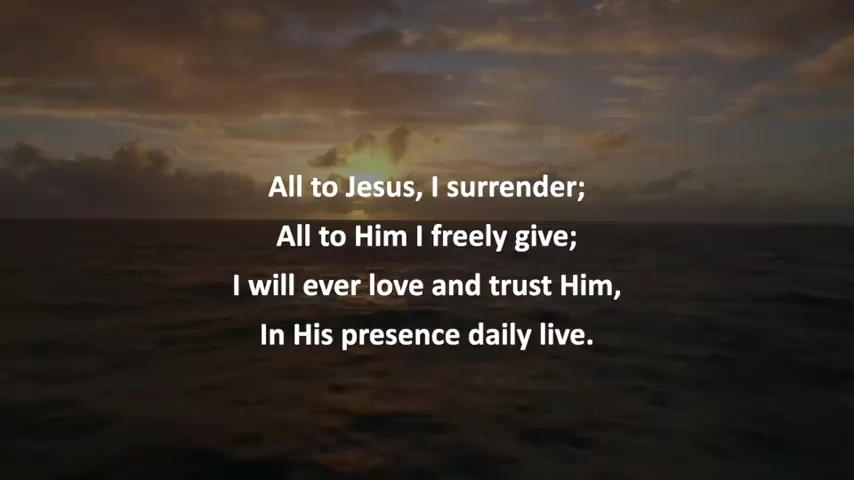 All to Jesus, I surrender;
All to Him I freely give;
I will ever love and trust Him,
In His presence daily live.